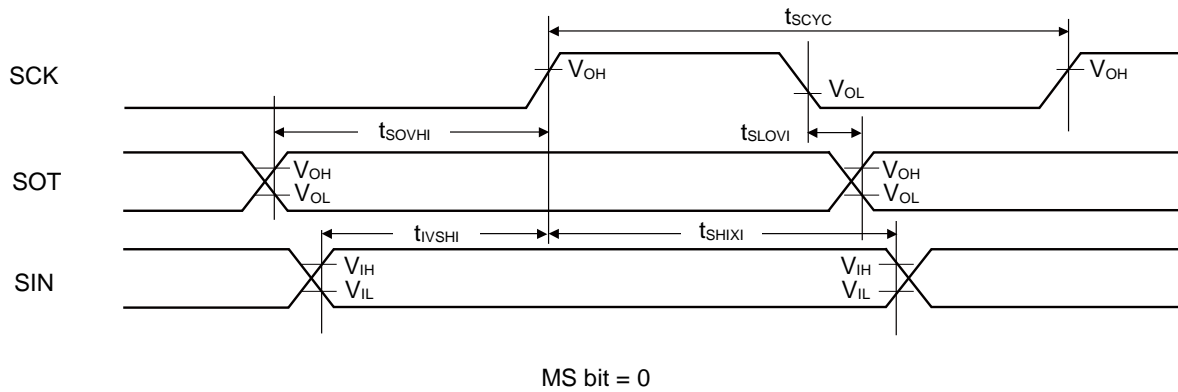 tSCYC
SCK
VOH
VOL
VOH
tSOVHI
tSLOVI
SOT
VOH
VOL
VOH
VOL
tIVSHI
tSHIXI
SIN
VIH
VIL
VIH
VIL
MS bit = 0